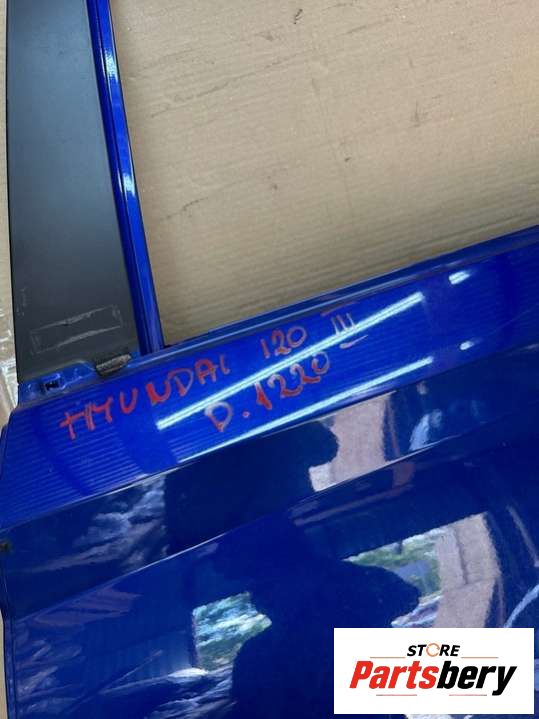 HYUNDAI 120 III
D.1220
STORE
Partsbery